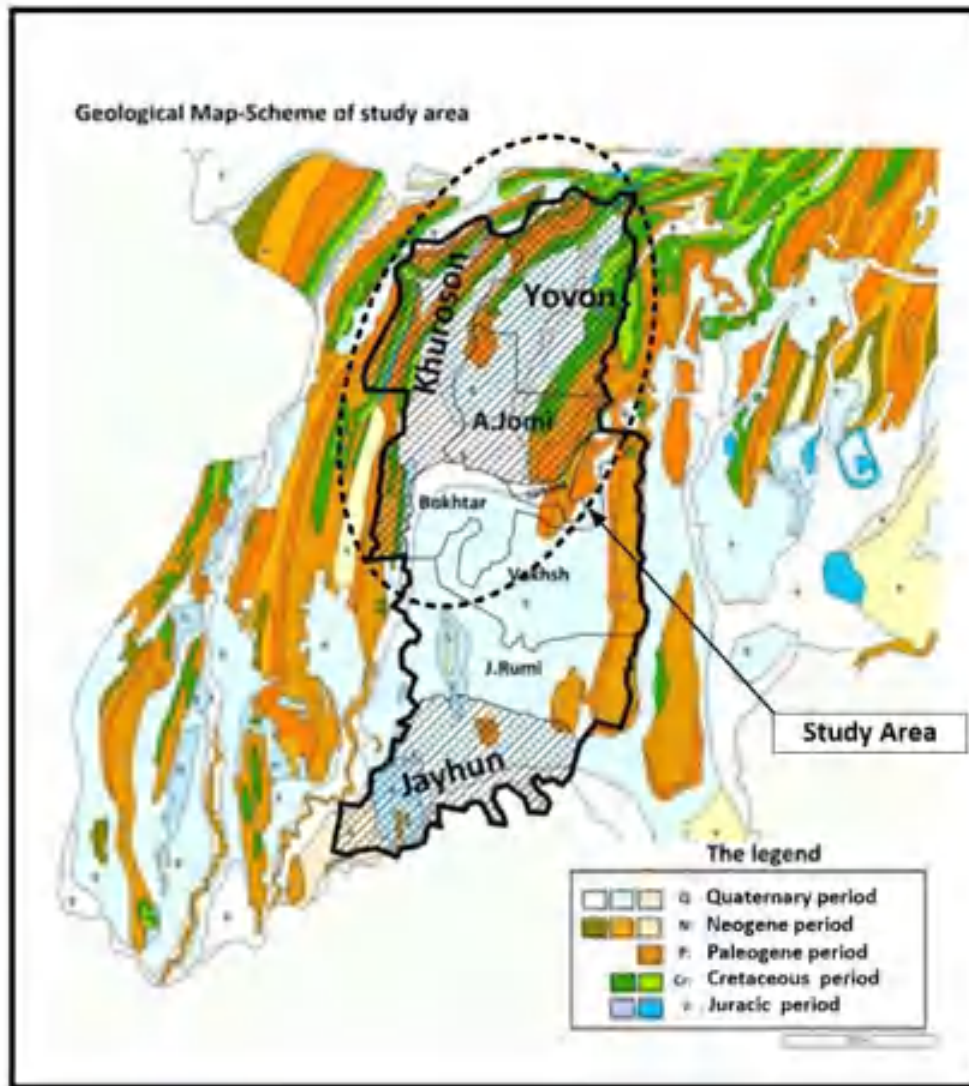 Geological Map-Scheme of study area
Khuroson
Yovon
A.Jomi
Bokhtar
Vakhsh
J.Rumi
Jayhun
Study Area
The legend
Q Quaternary period
N Neogene period
P Paleogene period
Cr Cretaceous period
Juracic period